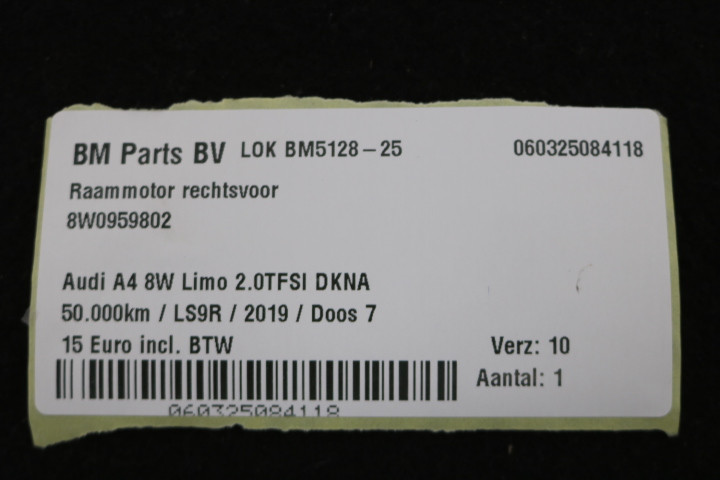 BM Parts BV LOK BM5128-25 060325084118
Raammotor rechtsvoor
8W0959802
Audi A4 8W Limo 2.0TFSI DKNA
50.000km / LS9R / 2019 / Doos 7
15 Euro incl. BTW Verz: 10
Aantal: 1
060325084118